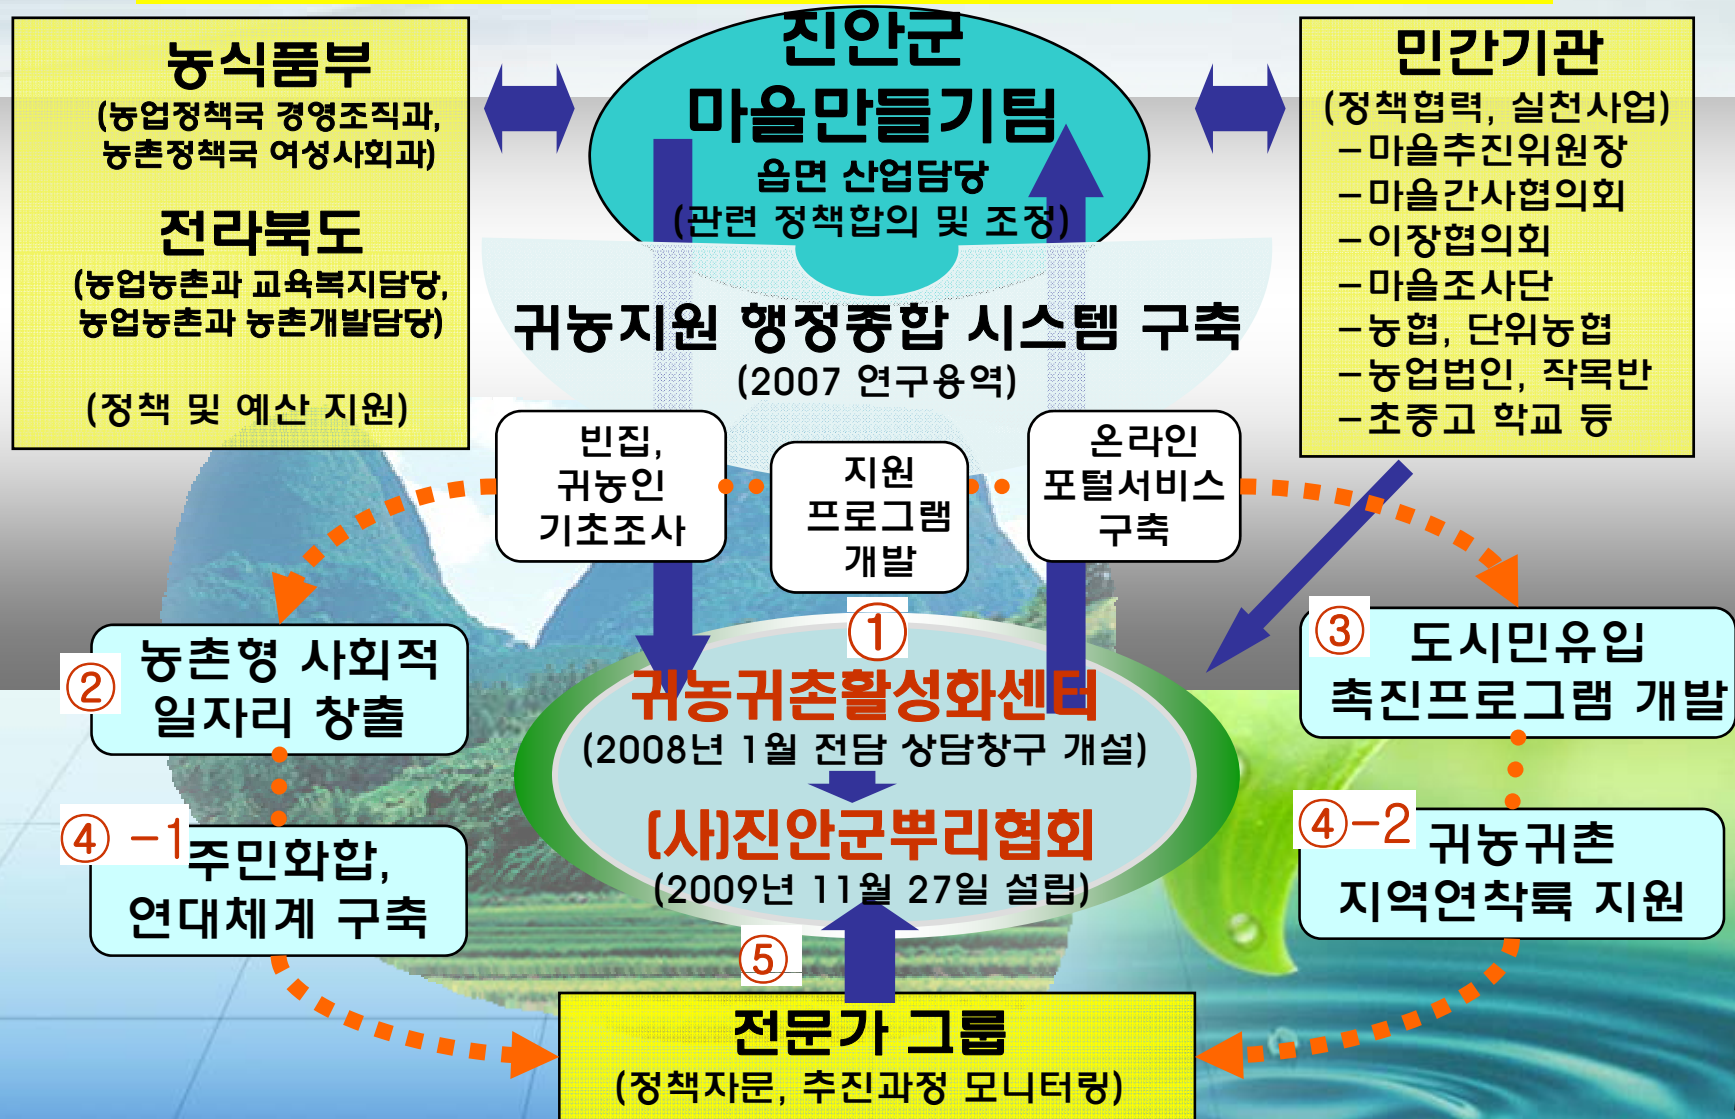 농식품부
(농업정책국 경영조직과,
농촌정책국 여성사회과)
전라북도
(농업농촌과 교육복지담당,
농업농촌과 농촌개발담당)
(정책 및 예산 지원)
진안군
마을만들기팀
읍면 산업담당
(관련 정책합의 및 조정)
민간기관
(정책협력, 실천사업)
-마을추진위원장
-마을간사협의회
-이장협의회
-마을조사단
-농협, 단위농협
-농업법인, 작목반
-초중고 학교 등
귀농지원 행정종합 시스템 구축
(2007 연구용역)
빈집,
귀농인
기초조사
지원
프로그램
개발
온라인
포털서비스
구축
①
귀농귀촌활성화센터
(2008년 1월 전담 상담창구 개설)
(사)진안군뿌리협회
(2009년 11월 27일 설립)
②
농촌형 사회적
일자리 창출
③
도시민유입
촉진프로그램 개발
④ -1
주민화합,
연대체계 구축
④-2
귀농귀촌
지역연착륙 지원
⑤
전문가 그룹
(정책자문, 추진과정 모니터링)